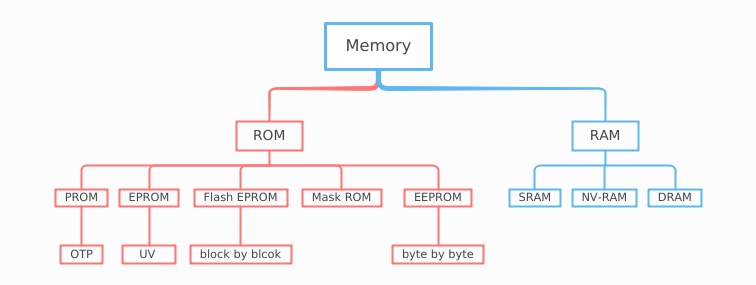 Memory
ROM
RAM
PROM
EPROM
Flash EPROM
Mask ROM
EEPROM
SRAM
NV-RAM
DRAM
OTP
UV
block by blcok
byte by byte